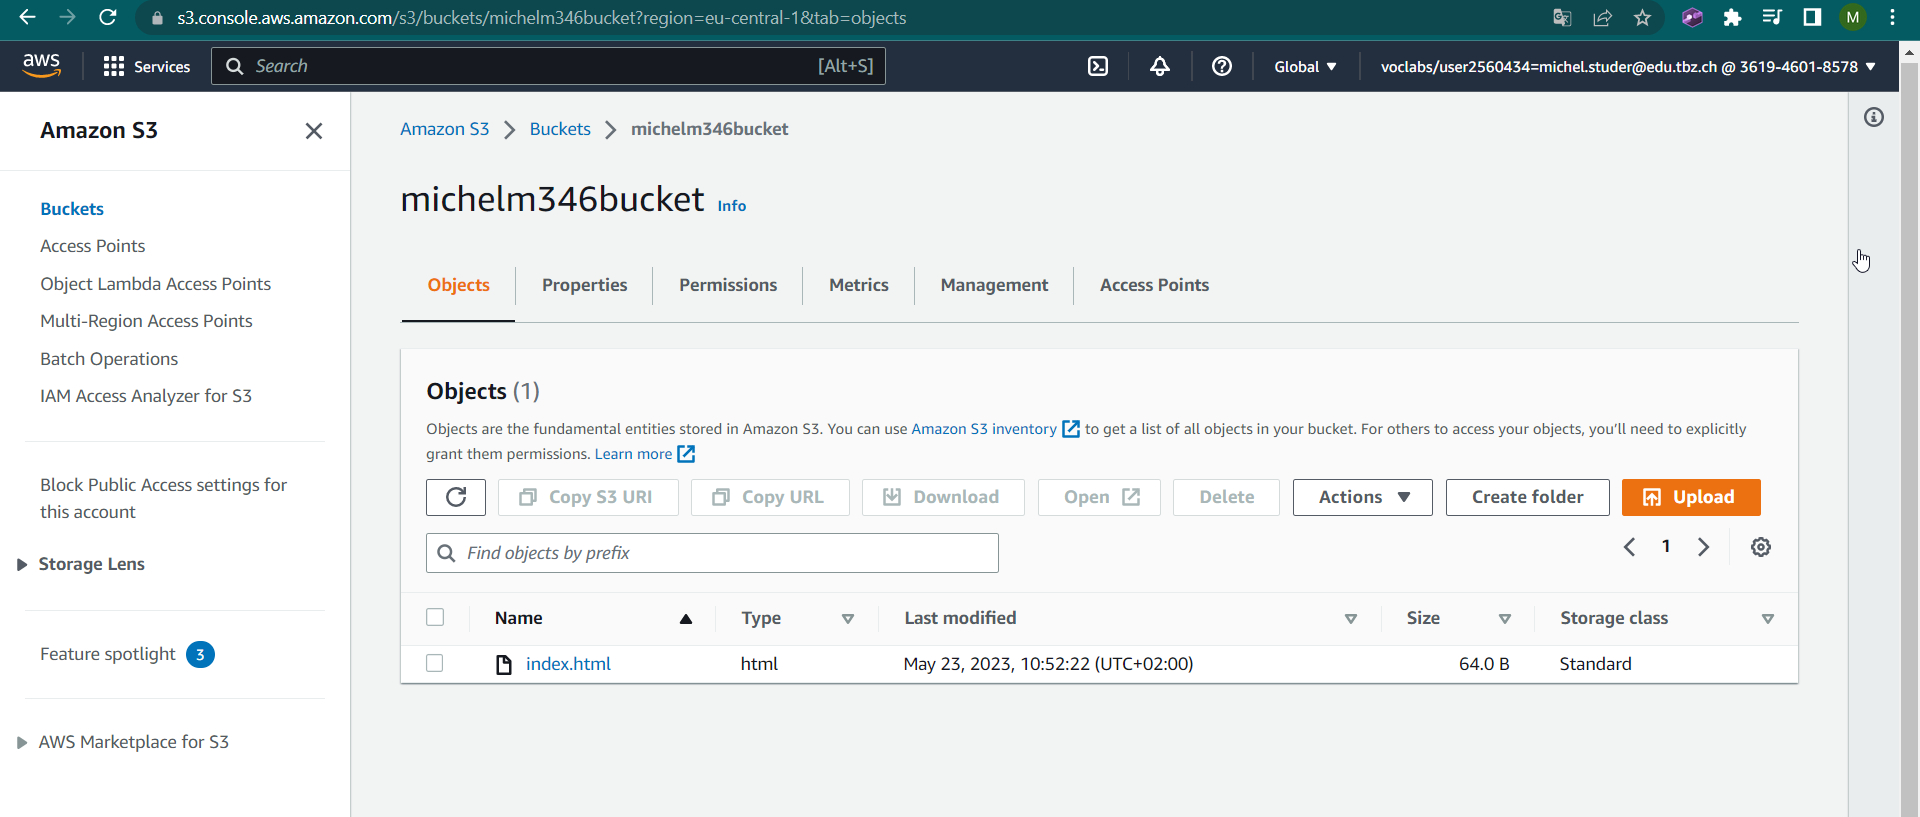 s3.console.aws.amazon.com/s3/buckets/michelm346bucket?region=eu-central-1&tab=objects
M
aws
Services
Search
[Alt+S]
Global
voclabs/user2560434=michel.studer@edu.tbz.ch @ 3619-4601-8578
Amazon S3
Buckets
Access Points
Object Lambda Access Points
Multi-Region Access Points
Batch Operations
IAM Access Analyzer for S3
Block Public Access settings for
this account
Storage Lens
Feature spotlight 3
AWS Marketplace for S3
Amazon S3 > Buckets > michelm346bucket
michelm346bucket Info
Objects
Properties
Permissions
Metrics
Management
Access Points
Objects (1)
Objects are the fundamental entities stored in Amazon S3. You can use Amazon S3 inventory to get a list of all objects in your bucket. For others to access your objects, you’ll need to explicitly
grant them permissions. Learn more
Copy S3 URI
Copy URL
Download
Open
Delete
Actions
Create folder
Upload
Find objects by prefix
1
Name
Type
Last modified
Size
Storage class
index.html
html
May 23, 2023, 10:52:22 (UTC+02:00)
64.0 B
Standard